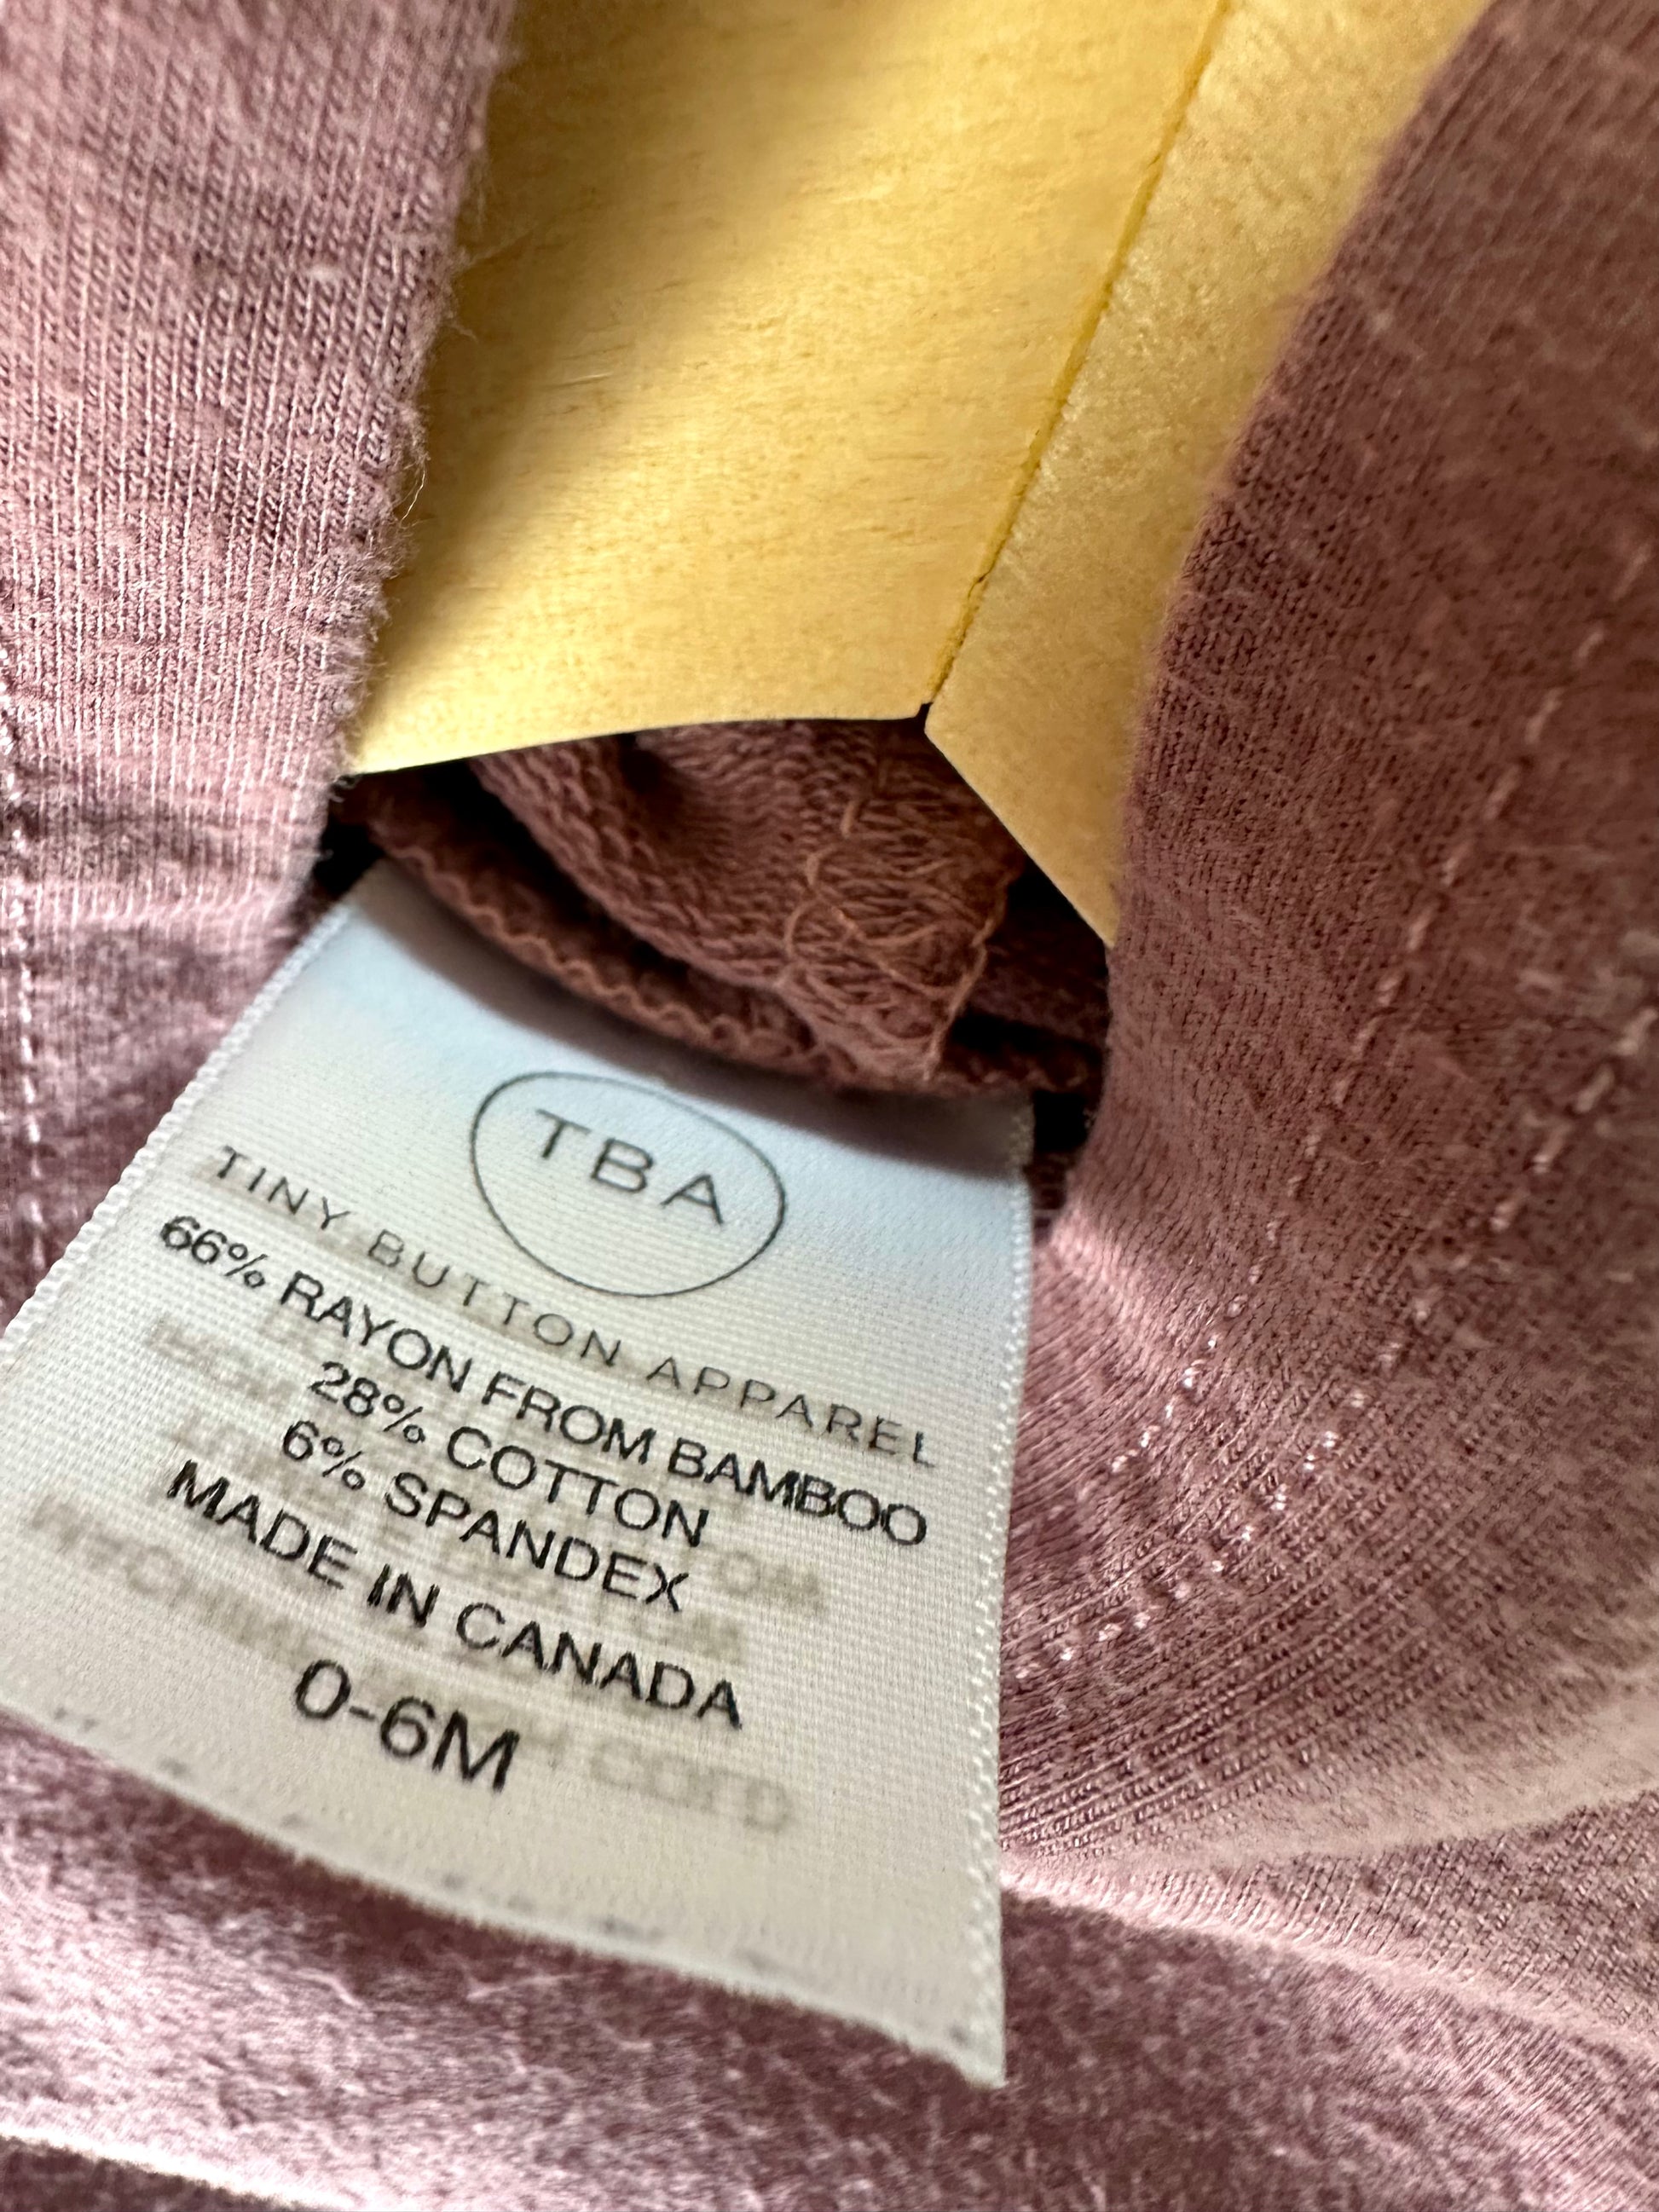 TBA
TINY BUTTON APPAREL
66% RAYON FROM BAMBOO
28% COTTON
6% SPANDEX
MADE IN CANADA
0-6M